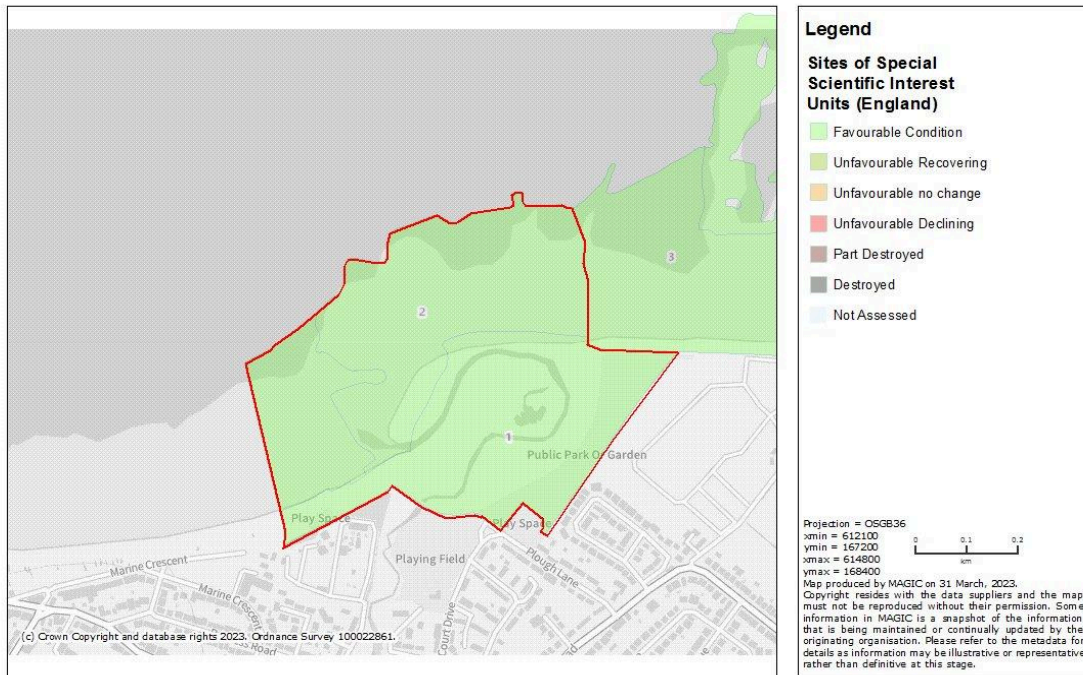 3
2
1
Public Park Or Garden
Play Space
Play Space
Playing Field
Plough Lane
Marine Crescent
Marine Crescent
Court Drive
Road
(c) Crown Copyright and database rights 2023. Ordnance Survey 100022861.
Legend
Sites of Special
Scientific Interest
Units (England)
Favourable Condition
Unfavourable Recovering
Unfavourable no change
Unfavourable Declining
Part Destroyed
Destroyed
Not Assessed
Projection = OSGB36
xmin = 612100
ymin = 167200
xmax = 614800
ymax = 168400
0 0.1 0.2
km
Map produced by MAGIC on 31 March, 2023.
Copyright resides with the data suppliers and the map
must not be reproduced without their permission. Some
information in MAGIC is a snapshot of the information
that is being maintained or continually updated by the
originating organisation. Please refer to the metadata for
details as information may be illustrative or representative
rather than definitive at this stage.